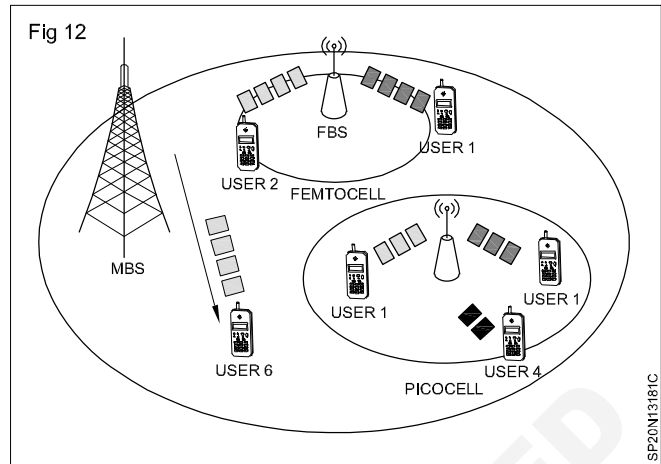 Fig 12
FBS
USER 1
USER 2
FEMTOCELL
MBS
USER 1
USER 1
USER 6
USER 4
PICOCELL
SP20N13181C